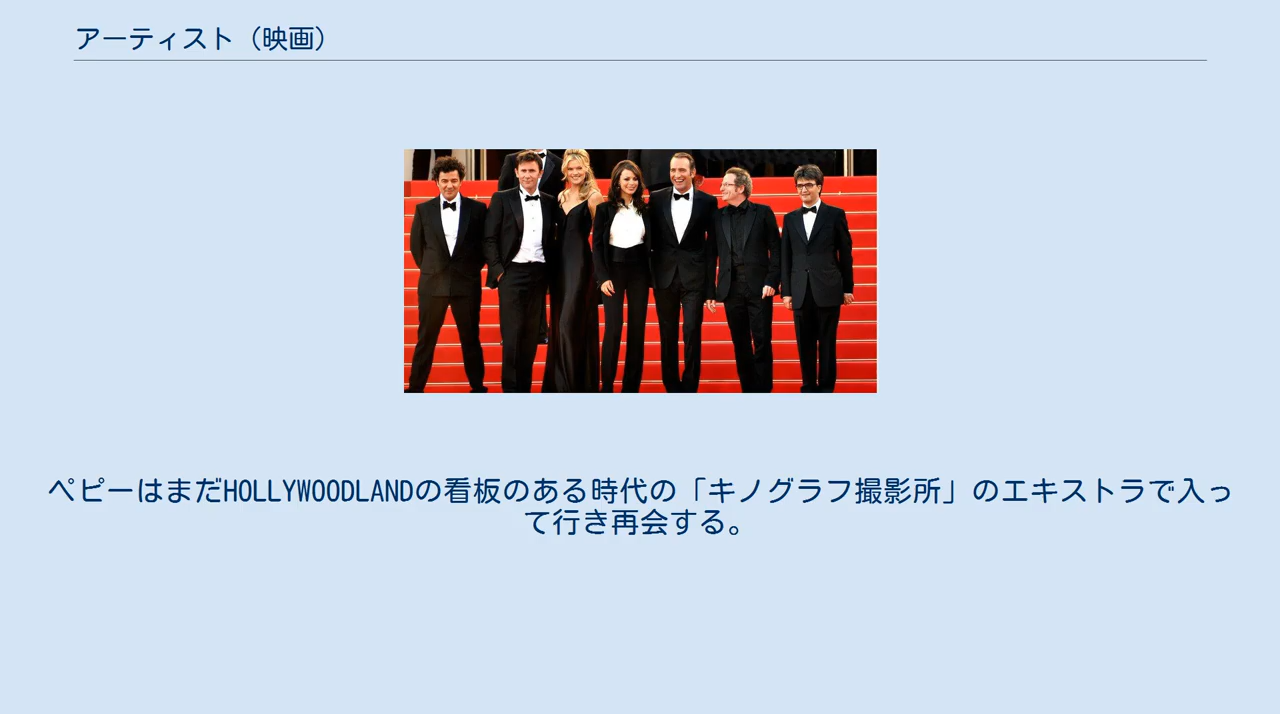 アーティスト（映画）
ペピーはまだHOLLYWOODLANDの看板のある時代の「キノグラフ撮影所」のエキストラで入っ
て行き再会する。